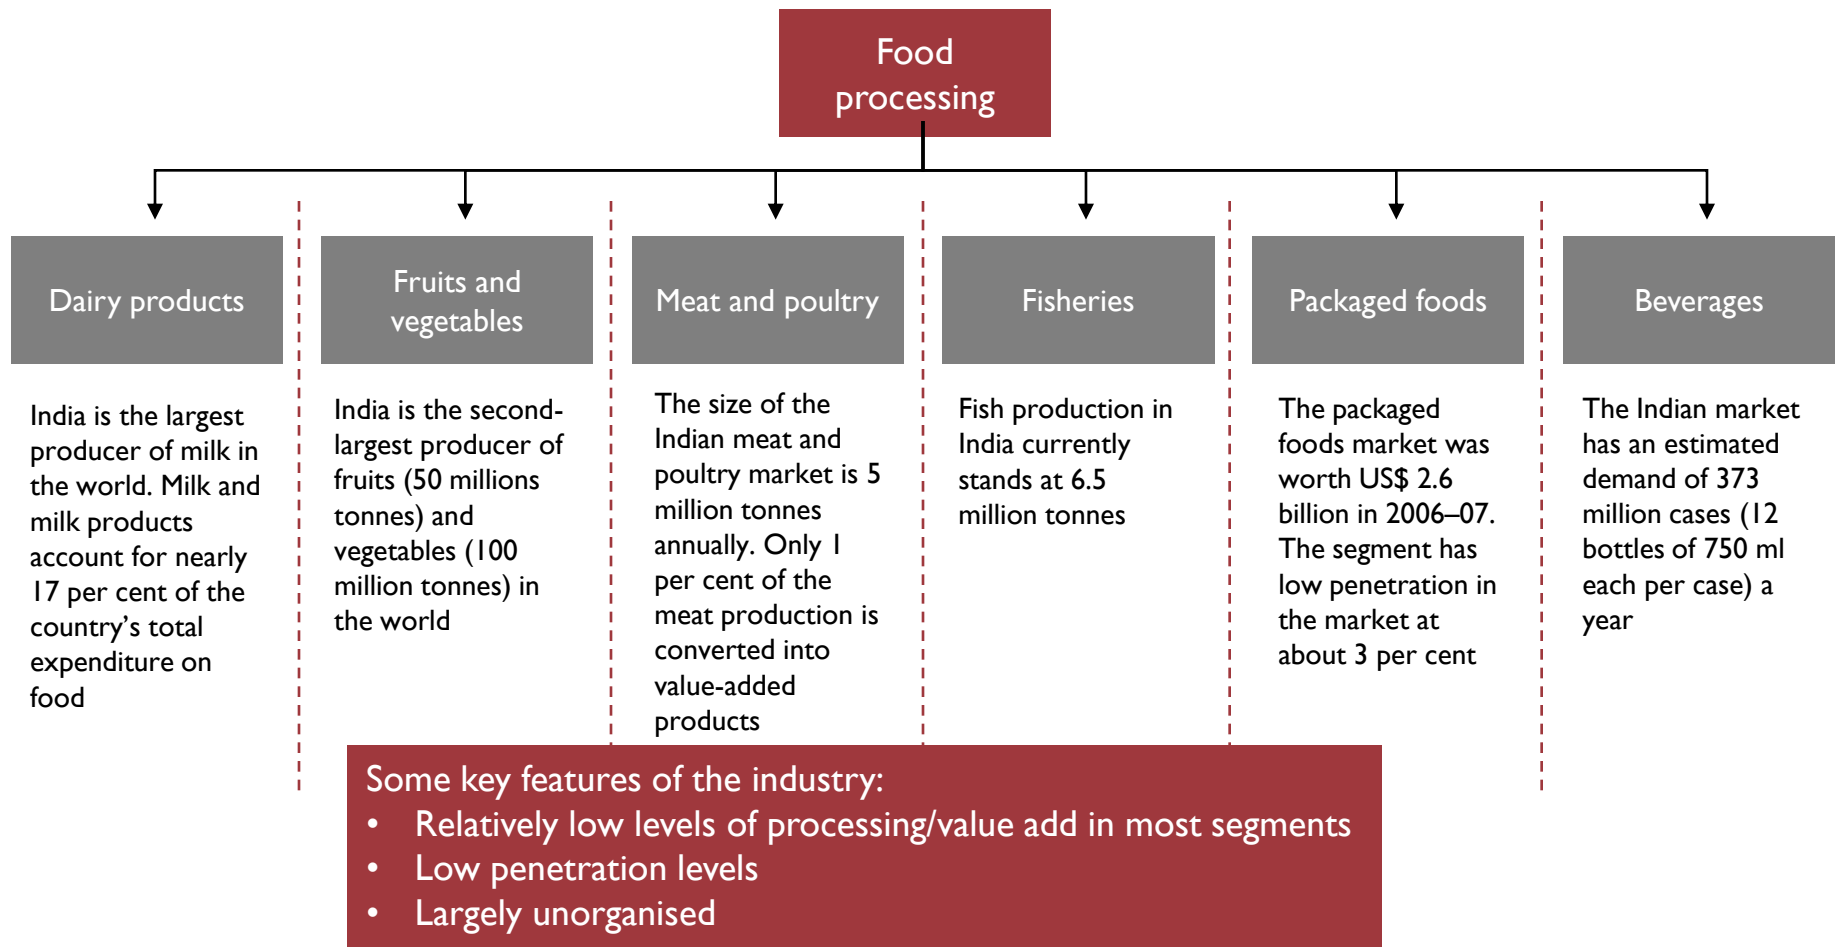 Food
processing
Dairy products
Fruits and
vegetables
Meat and poultry
Fisheries
Packaged foods
Beverages
India is the largest
producer of milk in
the world. Milk and
milk products
account for nearly
17 per cent of the
country’s total
expenditure on
food
India is the second-
largest producer of
fruits (50 millions
tonnes) and
vegetables (100
million tonnes) in
the world
The size of the
Indian meat and
poultry market is 5
million tonnes
annually. Only 1
per cent of the
meat production is
converted into
value-added
products
Fish production in
India currently
stands at 6.5
million tonnes
The packaged
foods market was
worth US$ 2.6
billion in 2006–07.
The segment has
low penetration in
the market at
about 3 per cent
The Indian market
has an estimated
demand of 373
million cases (12
bottles of 750 ml
each per case) a
year
Some key features of the industry:
• Relatively low levels of processing/value add in most segments
• Low penetration levels
• Largely unorganised